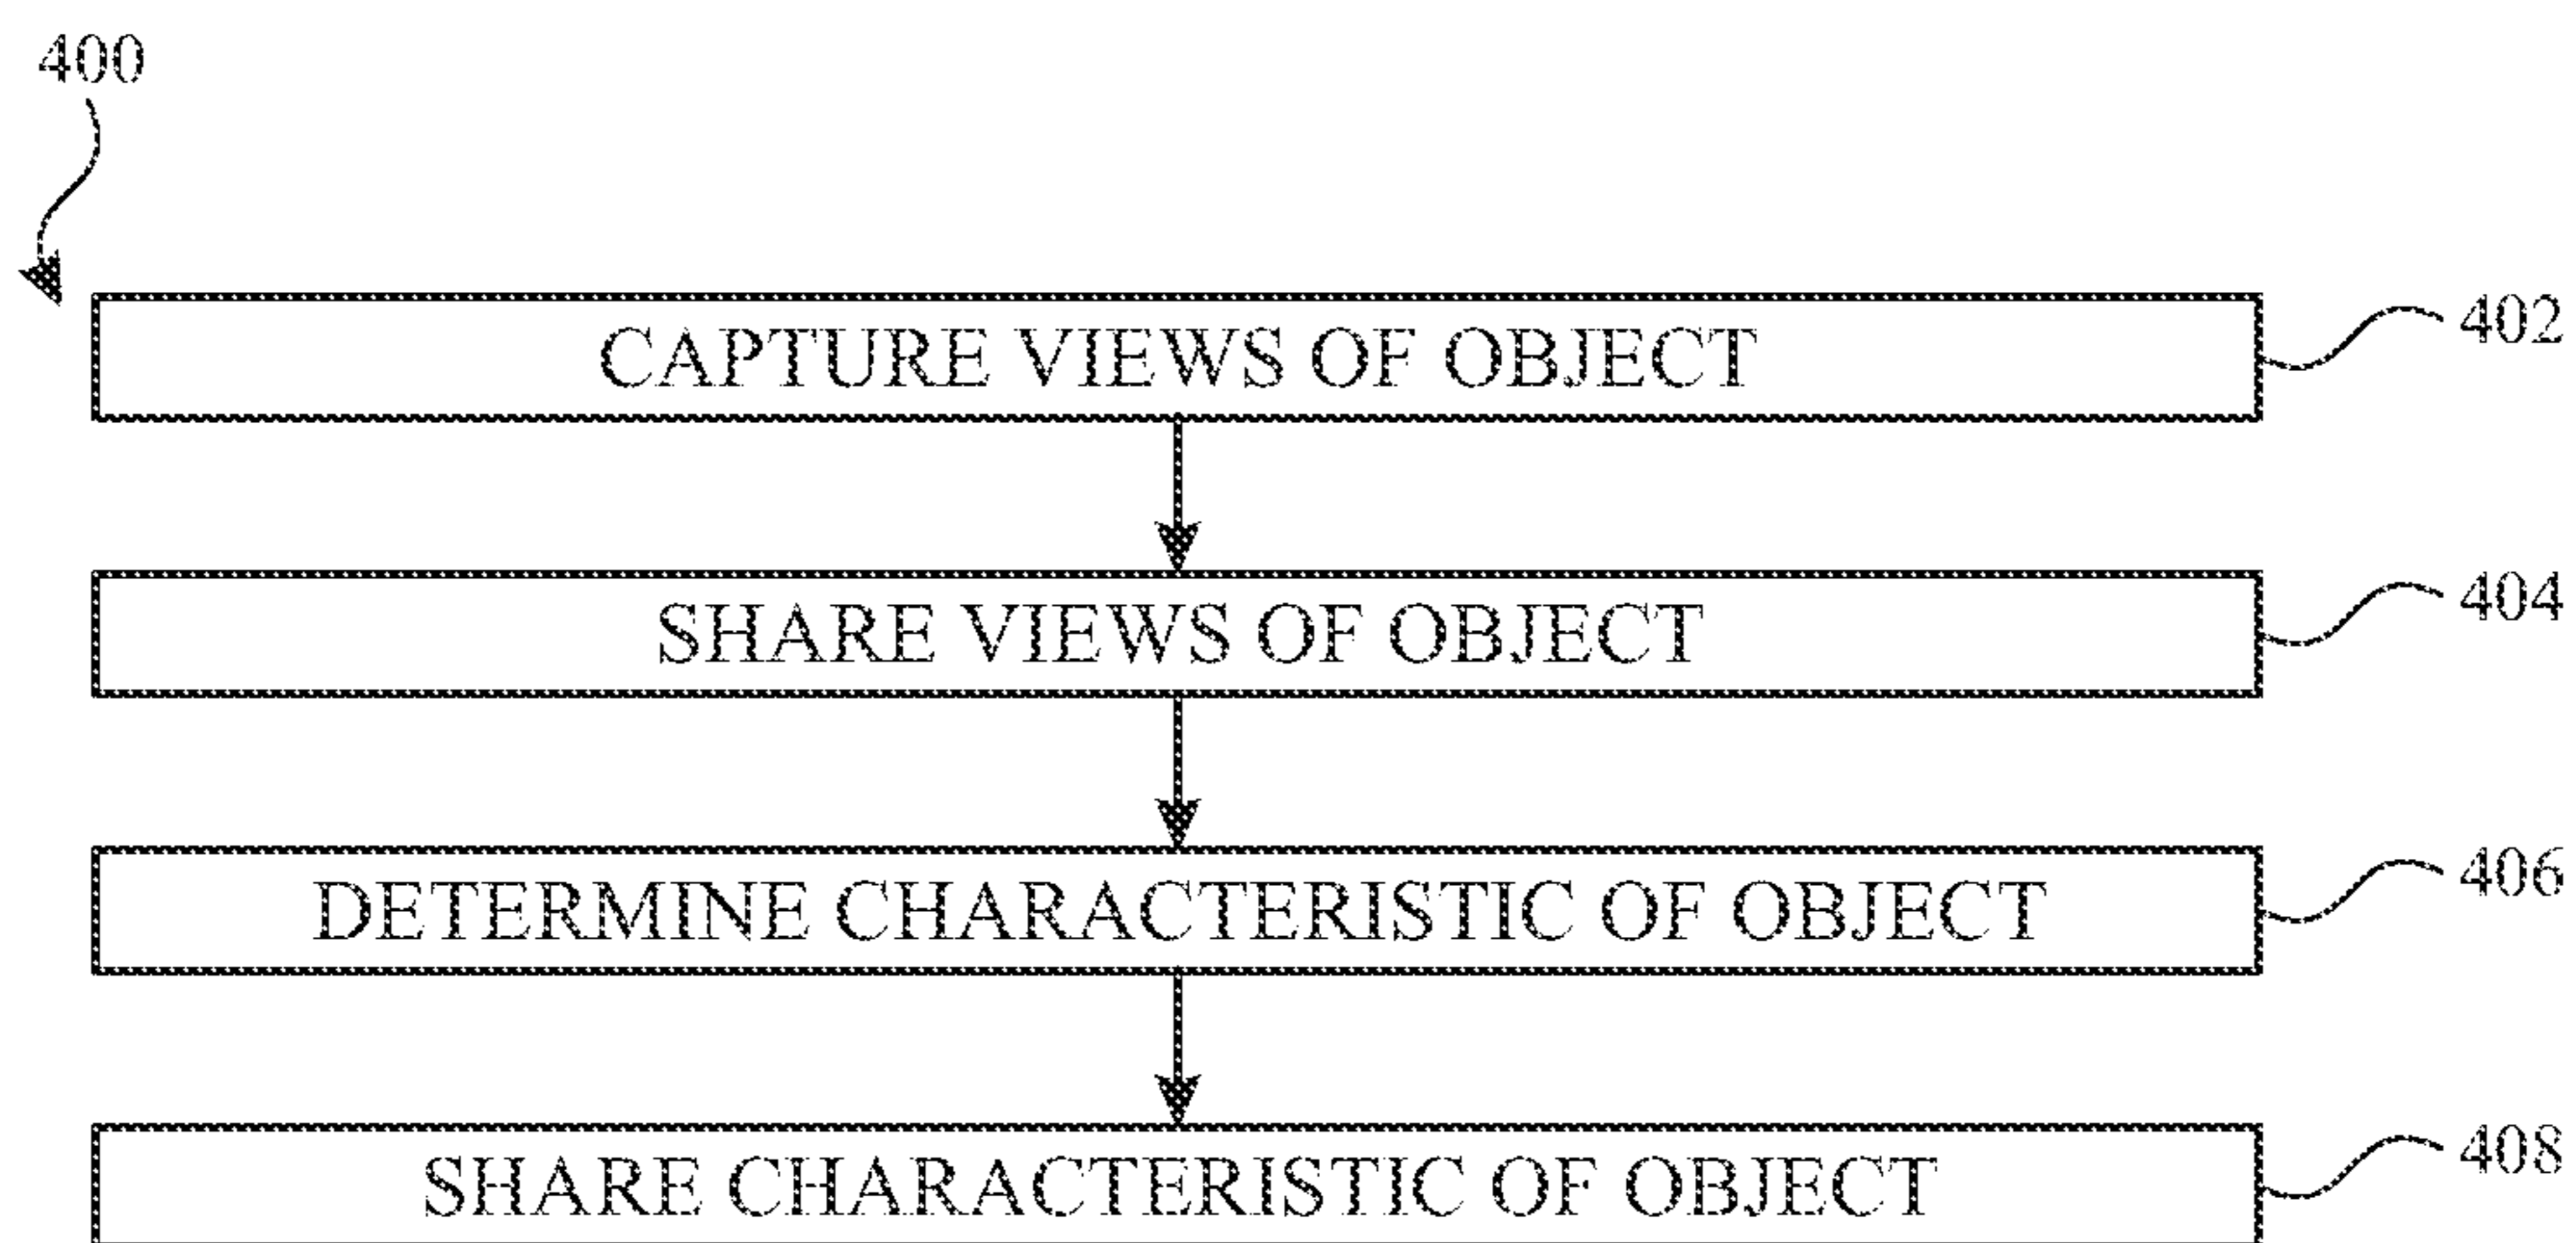 400
CAPTURE VIEWS OF OBJECT
402
SHARE VIEWS OF OBJECT
404
DETERMINE CHARACTERISTIC OF OBJECT
406
SHARE CHARACTERISTIC OF OBJECT
408